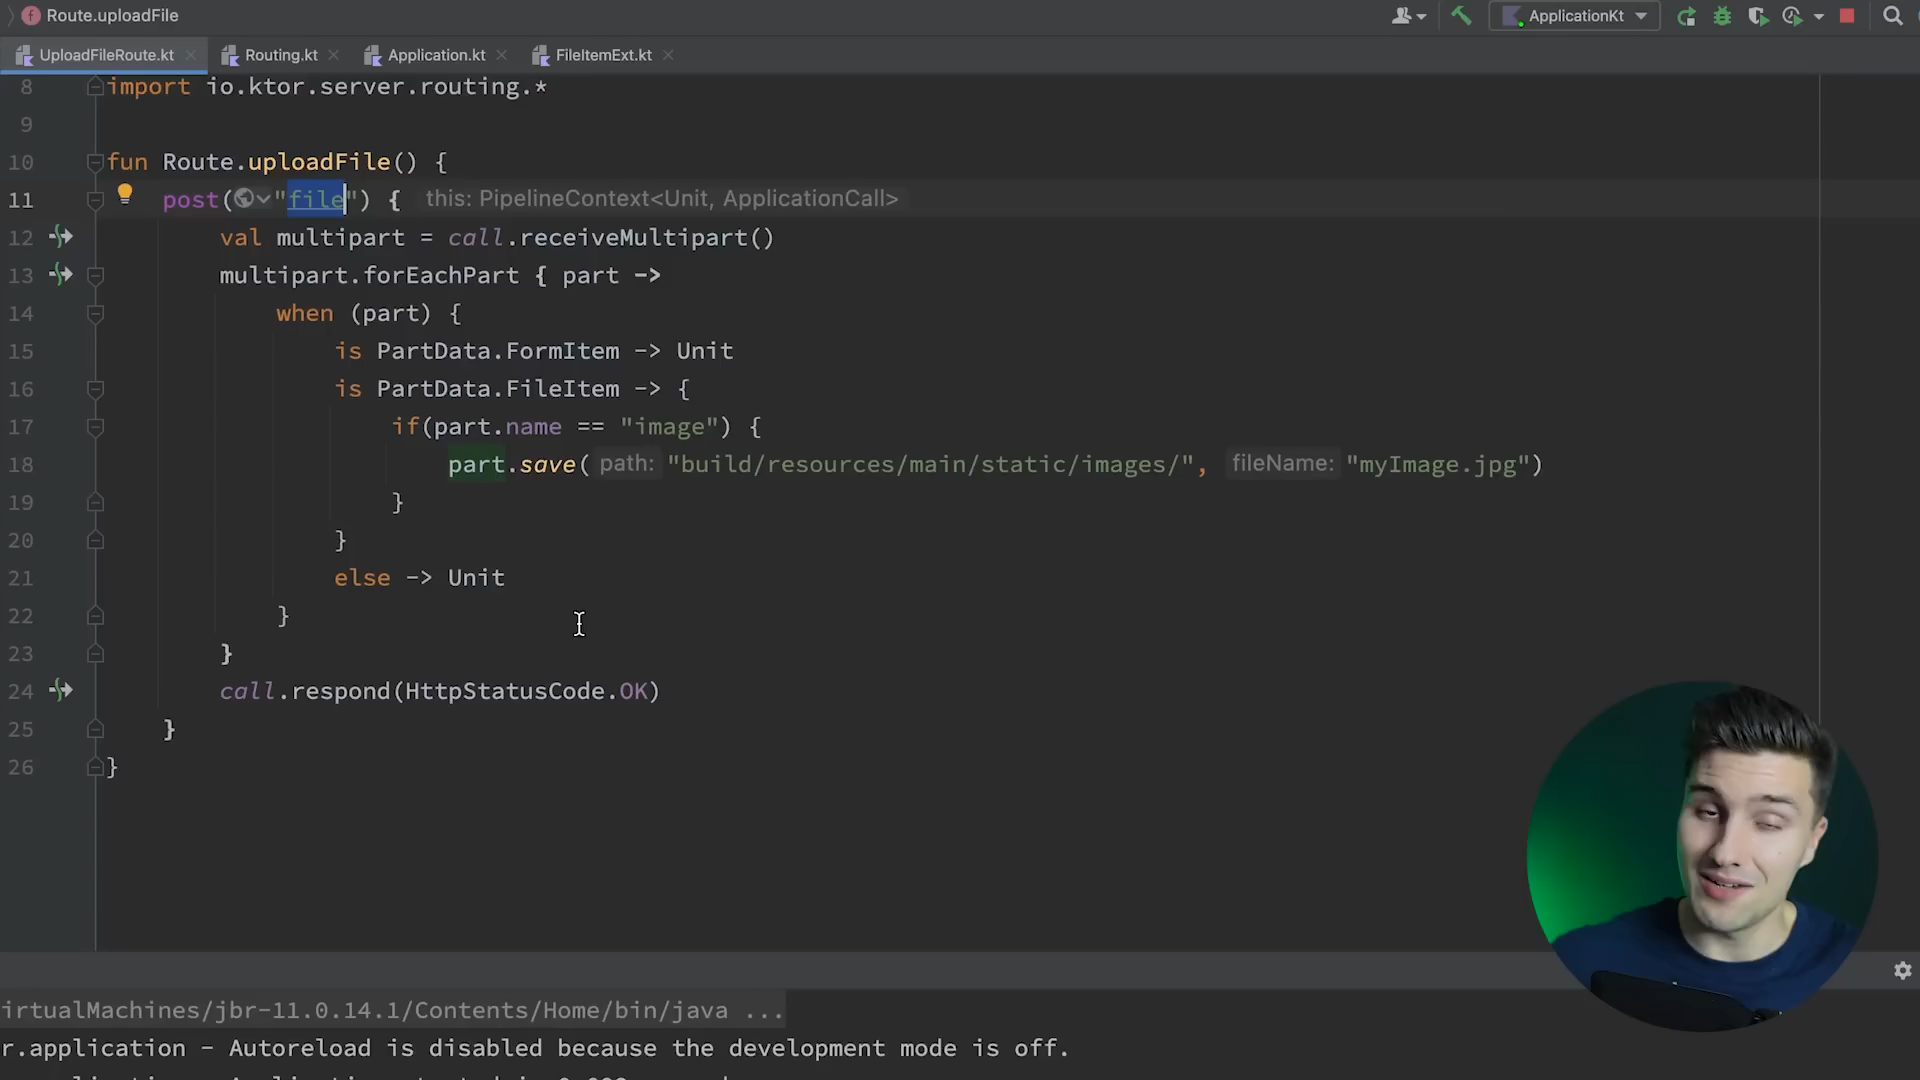 Route.uploadFile
ApplicationKt
UploadFileRoute.kt
Routing.kt
Application.kt
FileItemExt.kt
8 import io.ktor.server.routing.*
9
10 fun Route.uploadFile() {
11 post("file") { this: PipelineContext<Unit, ApplicationCall>
12 val multipart = call.receiveMultipart()
13 multipart.forEachPart { part ->
14 when (part) {
15 is PartData.FormItem -> Unit
16 is PartData.FileItem -> {
17 if(part.name == "image") {
18 part.save( path: "build/resources/main/static/images/", fileName: "myImage.jpg")
19 }
20 }
21 else -> Unit
22 }
23 }
24 call.respond(HttpStatusCode.OK)
25 }
26 }
irtualMachines/jbr-11.0.14.1/Contents/Home/bin/java ...
r.application - Autoreload is disabled because the development mode is off.